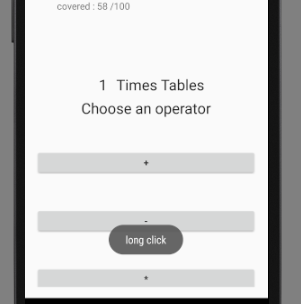 covered : 58 /100
1 Times Tables
Choose an operator
+
-
long click
*